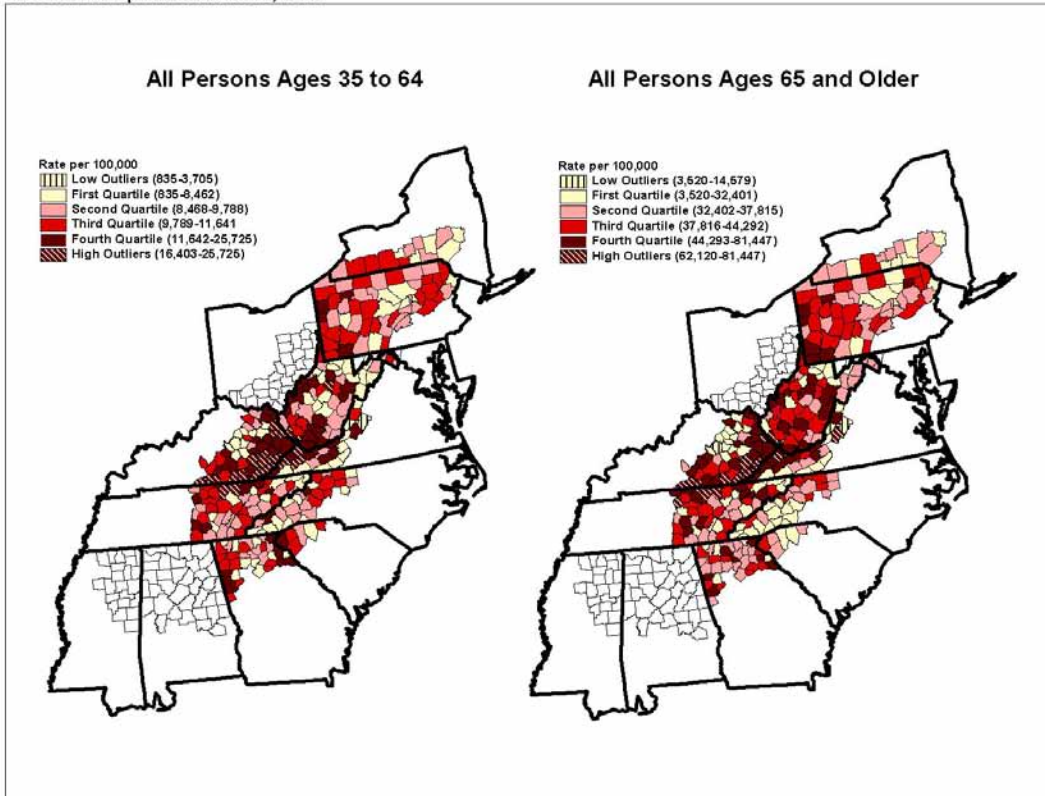 All Persons Ages 35 to 64
Rate per 100,000
Low Outliers (835-3,705)
First Quartile (835-8,462)
Second Quartile (8,468-9,788)
Third Quartile (9,789-11,641
Fourth Quartile (11,642-25,725)
High Outliers (16,403-25,725)
All Persons Ages 65 and Older
Rate per 100,000
Low Outliers (3,520-14,579)
First Quartile (3,520-32,401)
Second Quartile (32,402-37,815)
Third Quartile (37,816-44,292)
Fourth Quartile (44,293-81,447)
High Outliers (62,120-81,447)